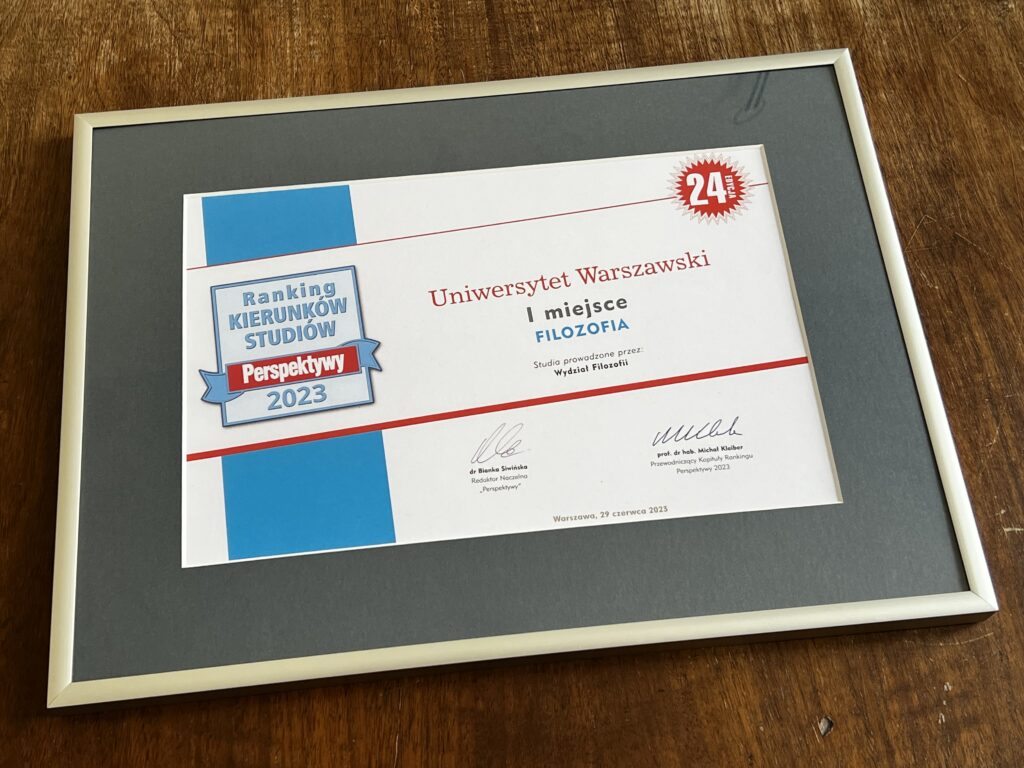 24 EDYCJA
Ranking
KIERUNKÓW
STUDIÓW
Perspektywy
2023
Uniwersytet Warszawski
I miejsce
FILOZOFIA
Studia prowadzone przez:
Wydział Filozofii
dr Bianka Siwińska
Redaktor Naczelna
„Perspektywy"
prof. dr hab. Michał Kleiber
Przewodniczący Kapituły Rankingu
Perspektywy 2023
Warszawa, 29 czerwca 2023